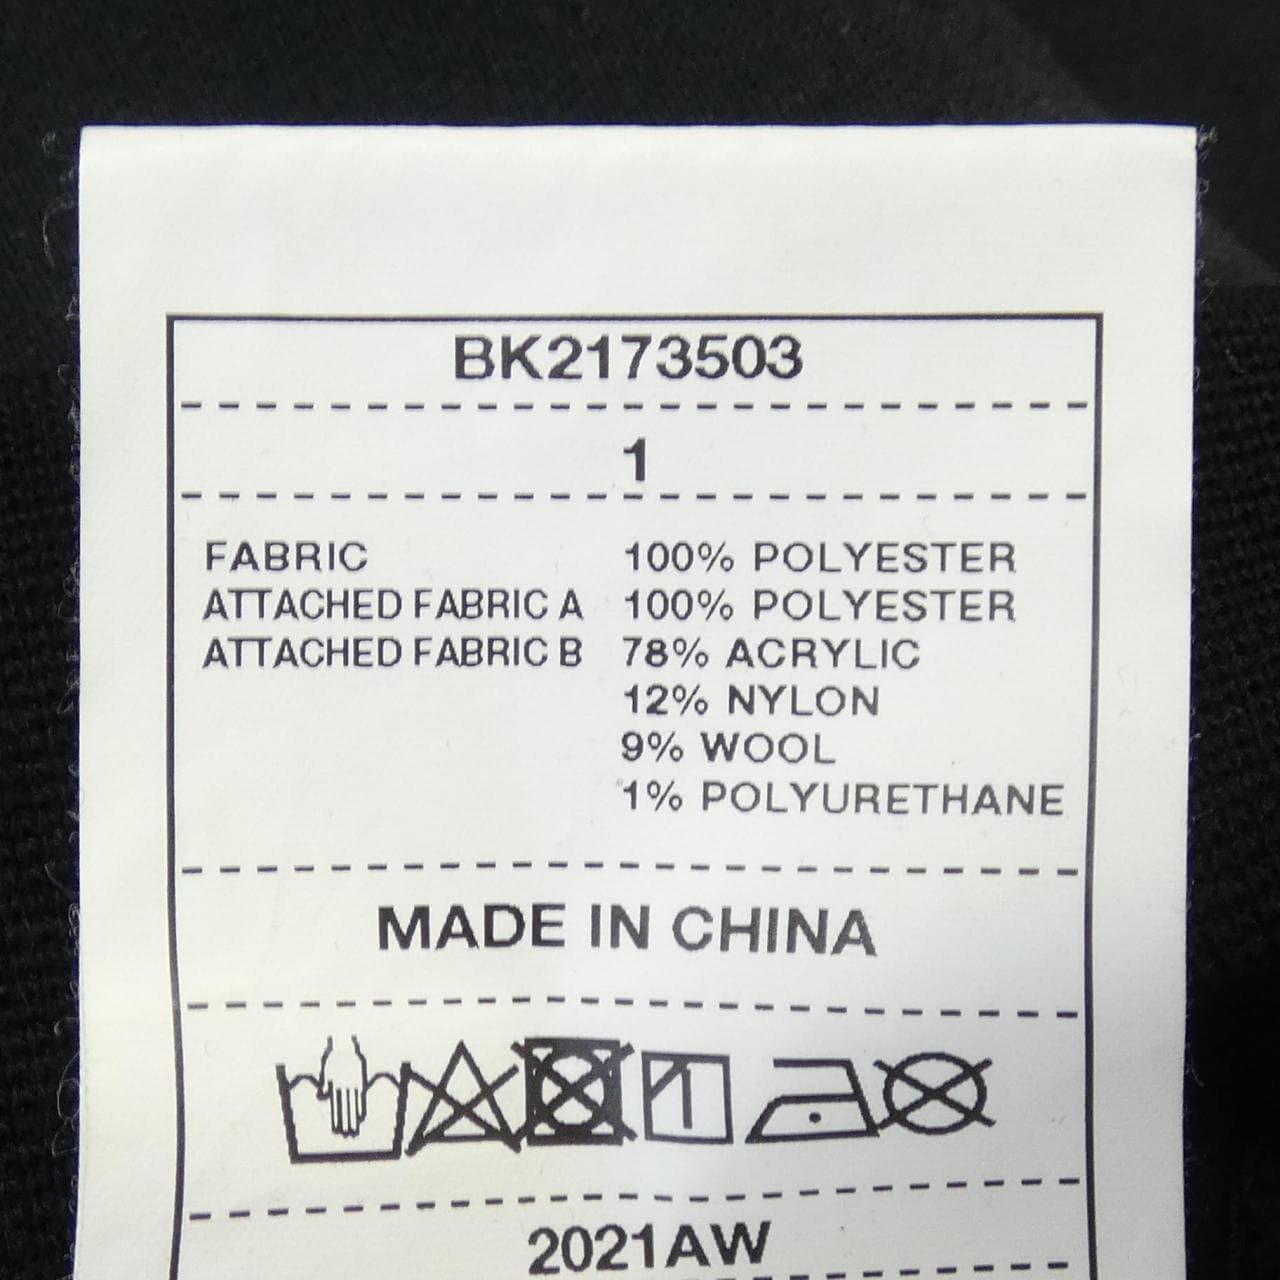 BK2173503
1
FABRIC 100% POLYESTER
ATTACHED FABRIC A 100% POLYESTER
ATTACHED FABRIC B 78% ACRYLIC
12% NYLON
9% WOOL
1% POLYURETHANE
MADE IN CHINA
2021AW